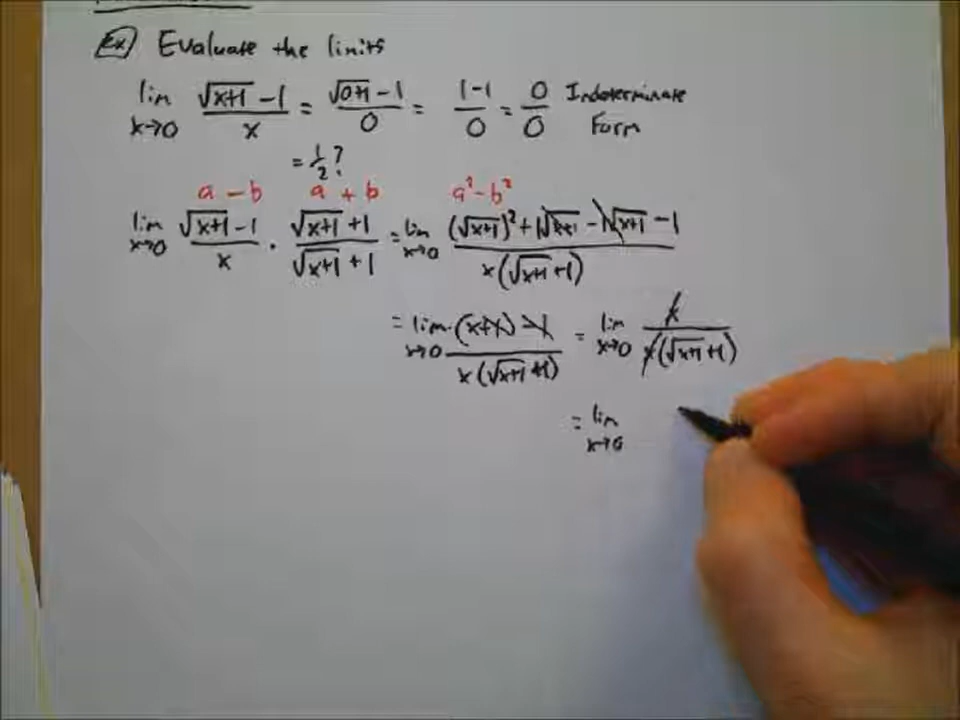 Ex Evaluate the limits
lim x→0 (√(x+1) - 1)/x = (√(0+1) - 1)/0 = (1-1)/0 = 0/0 Indeterminate Form
= 1/2 ?
a - b a + b a² - b²
lim x→0 (√(x+1) - 1)/x · (√(x+1) + 1)/(√(x+1) + 1) = lim x→0 ((√(x+1))² + 1√(x+1) - 1√(x+1) - 1)/(x(√(x+1) + 1))
= lim x→0 ((x+1) - 1)/(x(√(x+1) + 1)) = lim x→0 x/(x(√(x+1) + 1))
= lim x→0